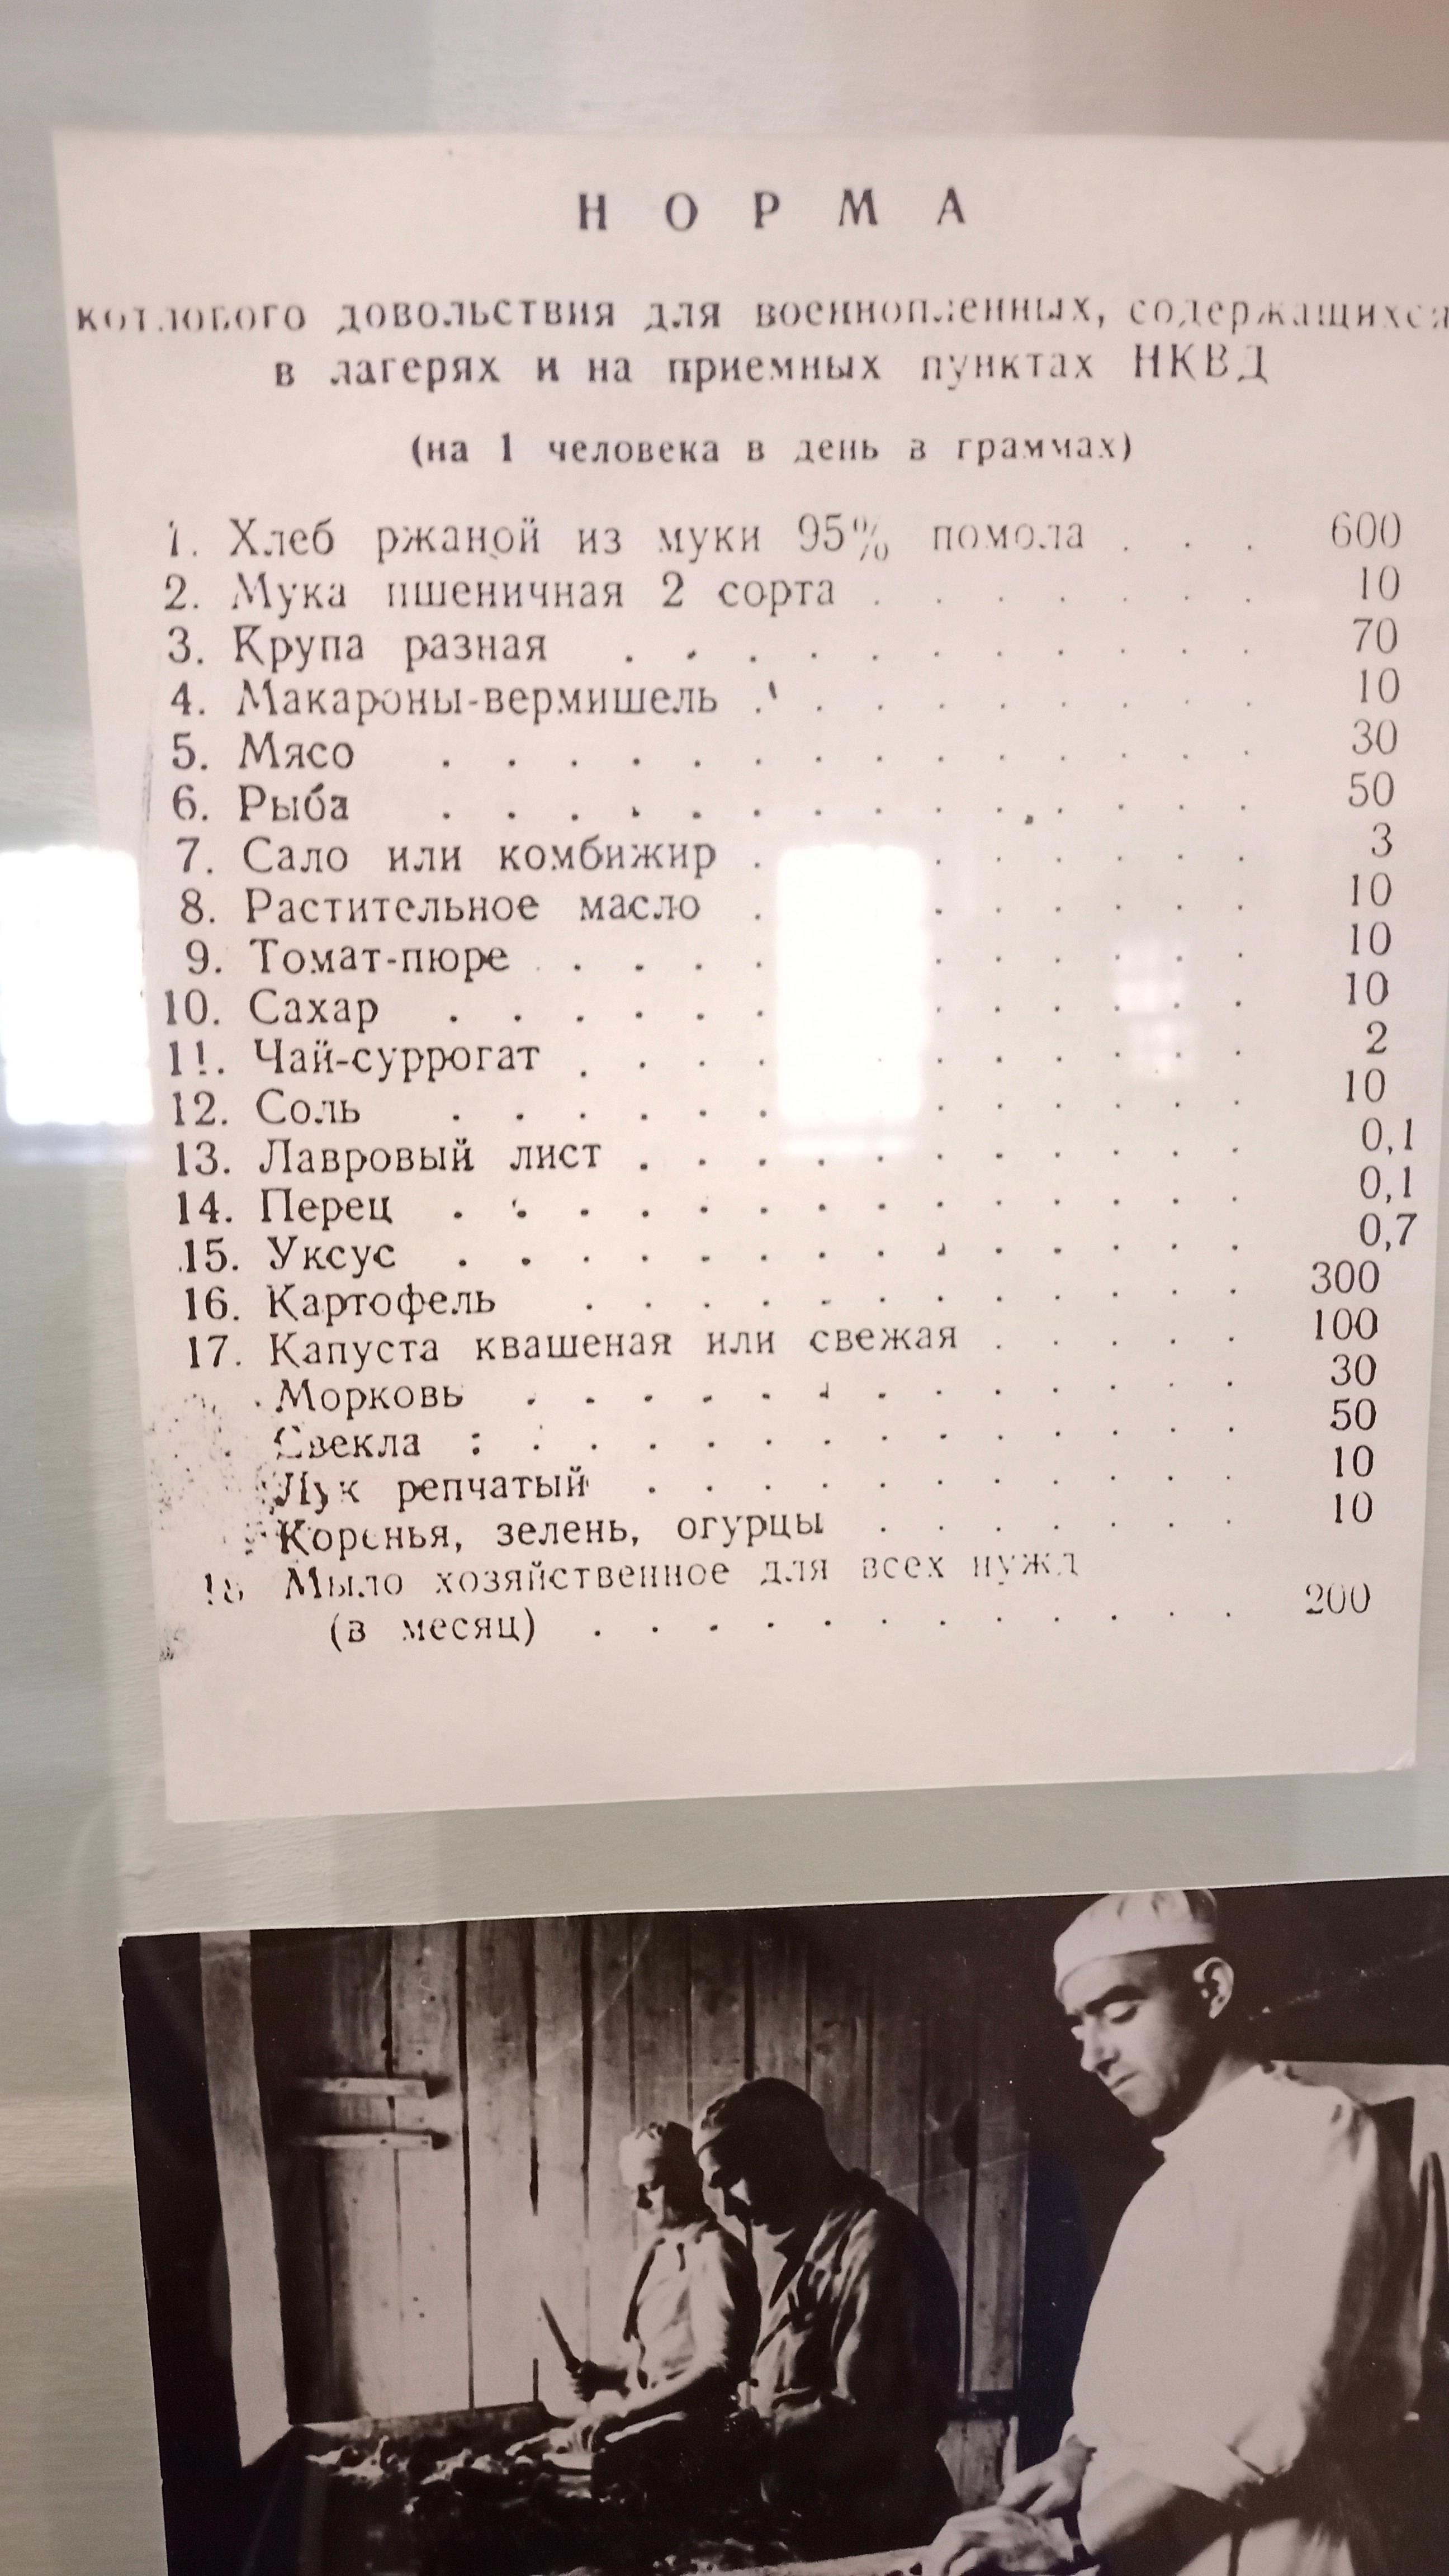 НОРМА
котлового довольствия для военнопленных, содержащихся
в лагерях и на приемных пунктах НКВД
(на 1 человека в день в граммах)
1. Хлеб ржаной из муки 95% помола . . . 600
2. Мука пшеничная 2 сорта . . . . . . . 10
3. Крупа разная . . . . . . . . . . . 70
4. Макароны-вермишель . . . . . . . . . 10
5. Мясо . . . . . . . . . . . . . . 30
6. Рыба . . . . . . . . . . . . . . 50
7. Сало или комбижир . . . . . . . 3
8. Растительное масло . . . . . . . 10
9. Томат-пюре . . . . . . . . . . 10
10. Сахар . . . . . . . . . . . . 10
11. Чай-суррогат . . . . . . . . . . . 2
12. Соль . . . . . . . . . . . . 10
13. Лавровый лист . . . . . . . . . . . 0,1
14. Перец . . . . . . . . . . . . . . 0,1
15. Уксус . . . . . . . . . . . . . . 0,7
16. Картофель . . . . . . . . . . . . 300
17. Капуста квашеная или свежая . . . . . 100
Морковь . . . . . . . . . . . . . 30
Свекла . . . . . . . . . . . . . . 50
Лук репчатый . . . . . . . . . . . 10
Коренья, зелень, огурцы . . . . . . . 10
18 Мыло хозяйственное для всех нужд
(в месяц) . . . . . . . . . . . . 200